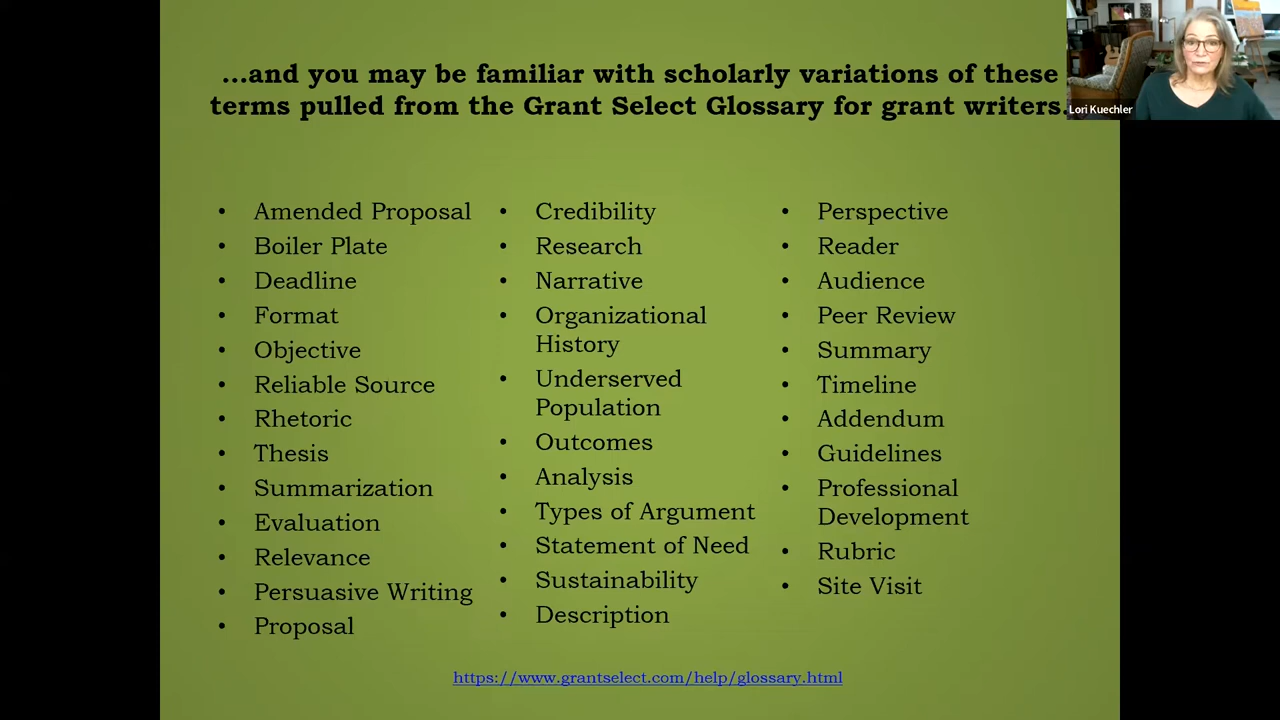 ...and you may be familiar with scholarly variations of these
terms pulled from the Grant Select Glossary for grant writers.
Lori Kuechler
• Amended Proposal
• Boiler Plate
• Deadline
• Format
• Objective
• Reliable Source
• Rhetoric
• Thesis
• Summarization
• Evaluation
• Relevance
• Persuasive Writing
• Proposal
• Credibility
• Research
• Narrative
• Organizational
History
• Underserved
Population
• Outcomes
• Analysis
• Types of Argument
• Statement of Need
• Sustainability
• Description
• Perspective
• Reader
• Audience
• Peer Review
• Summary
• Timeline
• Addendum
• Guidelines
• Professional
Development
• Rubric
• Site Visit
https://www.grantselect.com/help/glossary.html